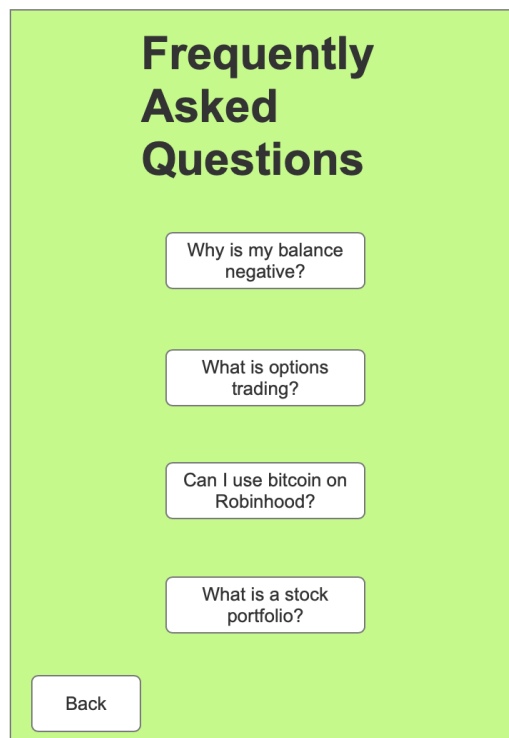 Frequently
Asked
Questions
Why is my balance
negative?
What is options
trading?
Can I use bitcoin on
Robinhood?
What is a stock
portfolio?
Back